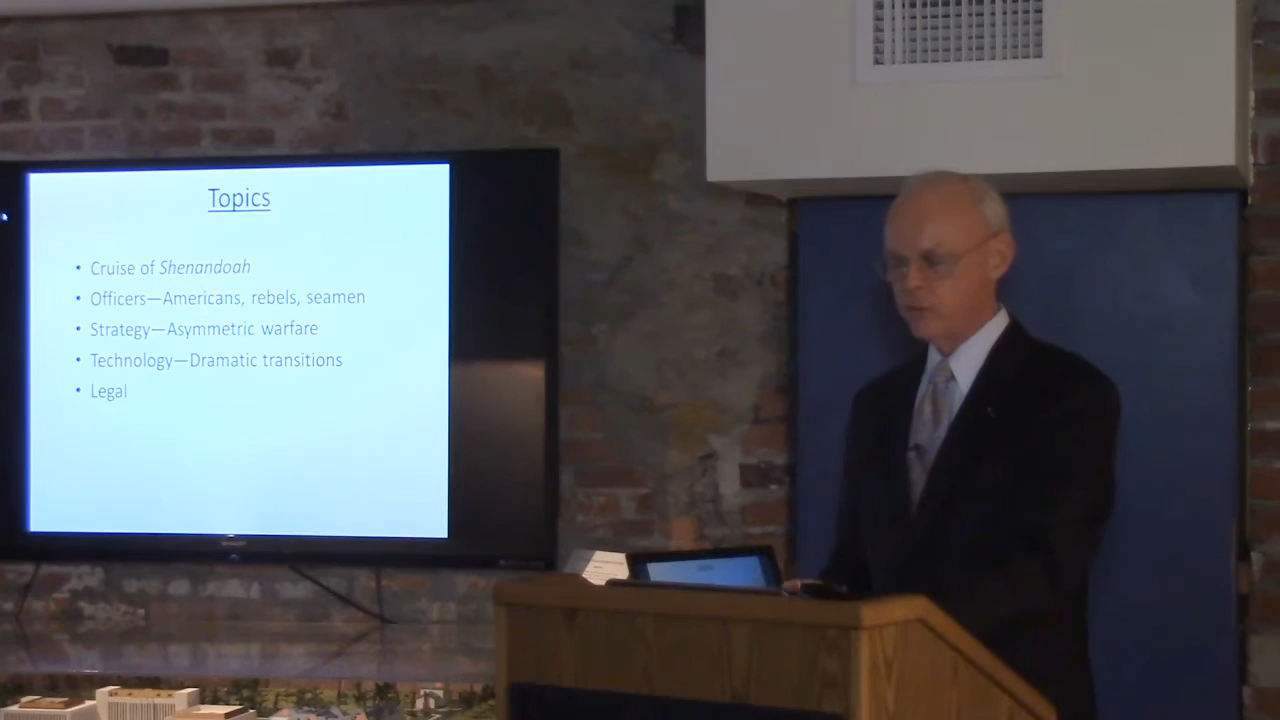 Topics
• Cruise of Shenandoah
• Officers—Americans, rebels, seamen
• Strategy—Asymmetric warfare
• Technology—Dramatic transitions
• Legal